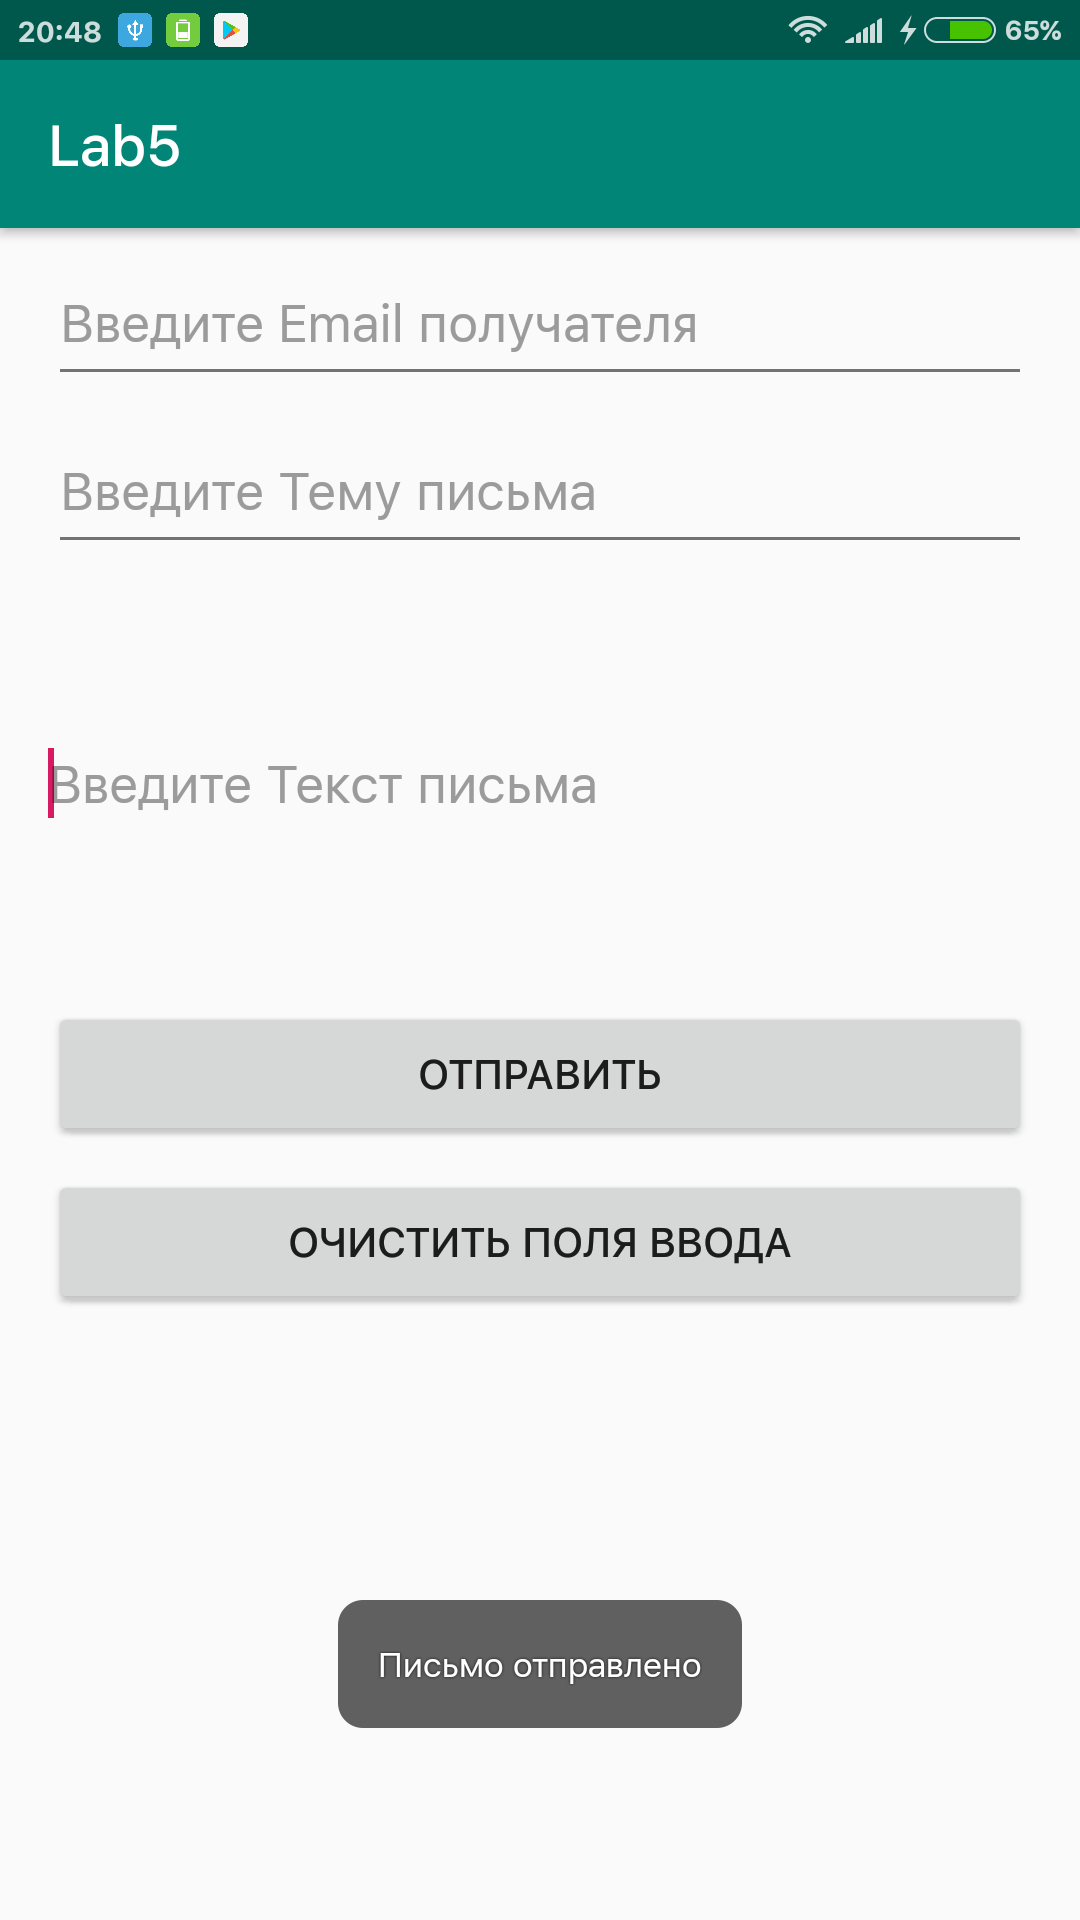 20:48
65%
Lab5
Введите Email получателя
Введите Тему письма
Введите Текст письма
ОТПРАВИТЬ
ОЧИСТИТЬ ПОЛЯ ВВОДА
Письмо отправлено